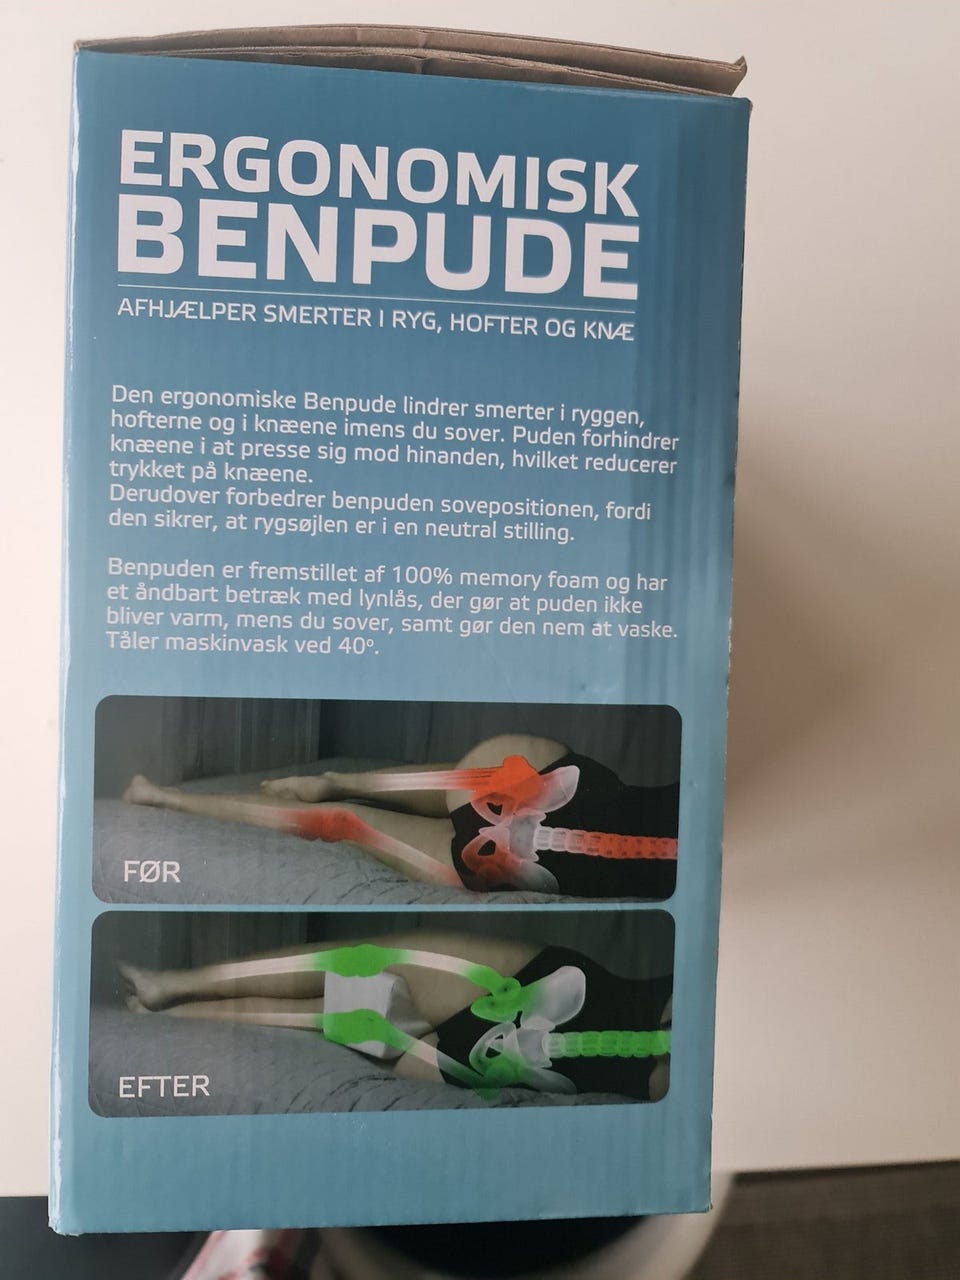 ERGONOMISK
BENPUDE
AFHJÆLPER SMERTER I RYG, HOFTER OG KNÆ
Den ergonomiske Benpude lindrer smerter i ryggen,
hofterne og i knæene imens du sover. Puden forhindrer
knæene i at presse sig mod hinanden, hvilket reducerer
trykket på knæene.
Derudover forbedrer benpuden sovepositionen, fordi
den sikrer, at rygsøjlen er i en neutral stilling.
Benpuden er fremstillet af 100% memory foam og har
et åndbart betræk med lynlås, der gør at puden ikke
bliver varm, mens du sover, samt gør den nem at vaske.
Tåler maskinvask ved 40°.
FØR
EFTER